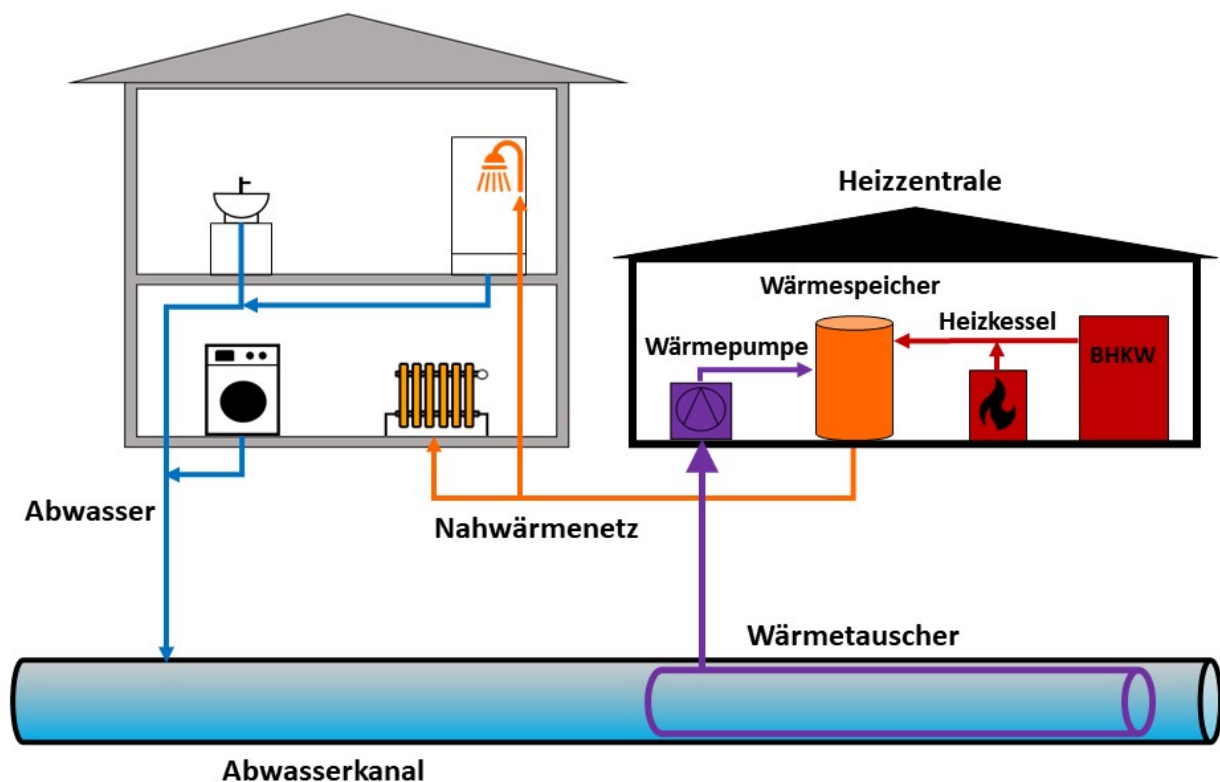 Heizzentrale
Wärmespeicher
Heizkessel
Wärmepumpe
BHKW
Abwasser
Nahwärmenetz
Wärmetauscher
Abwasserkanal